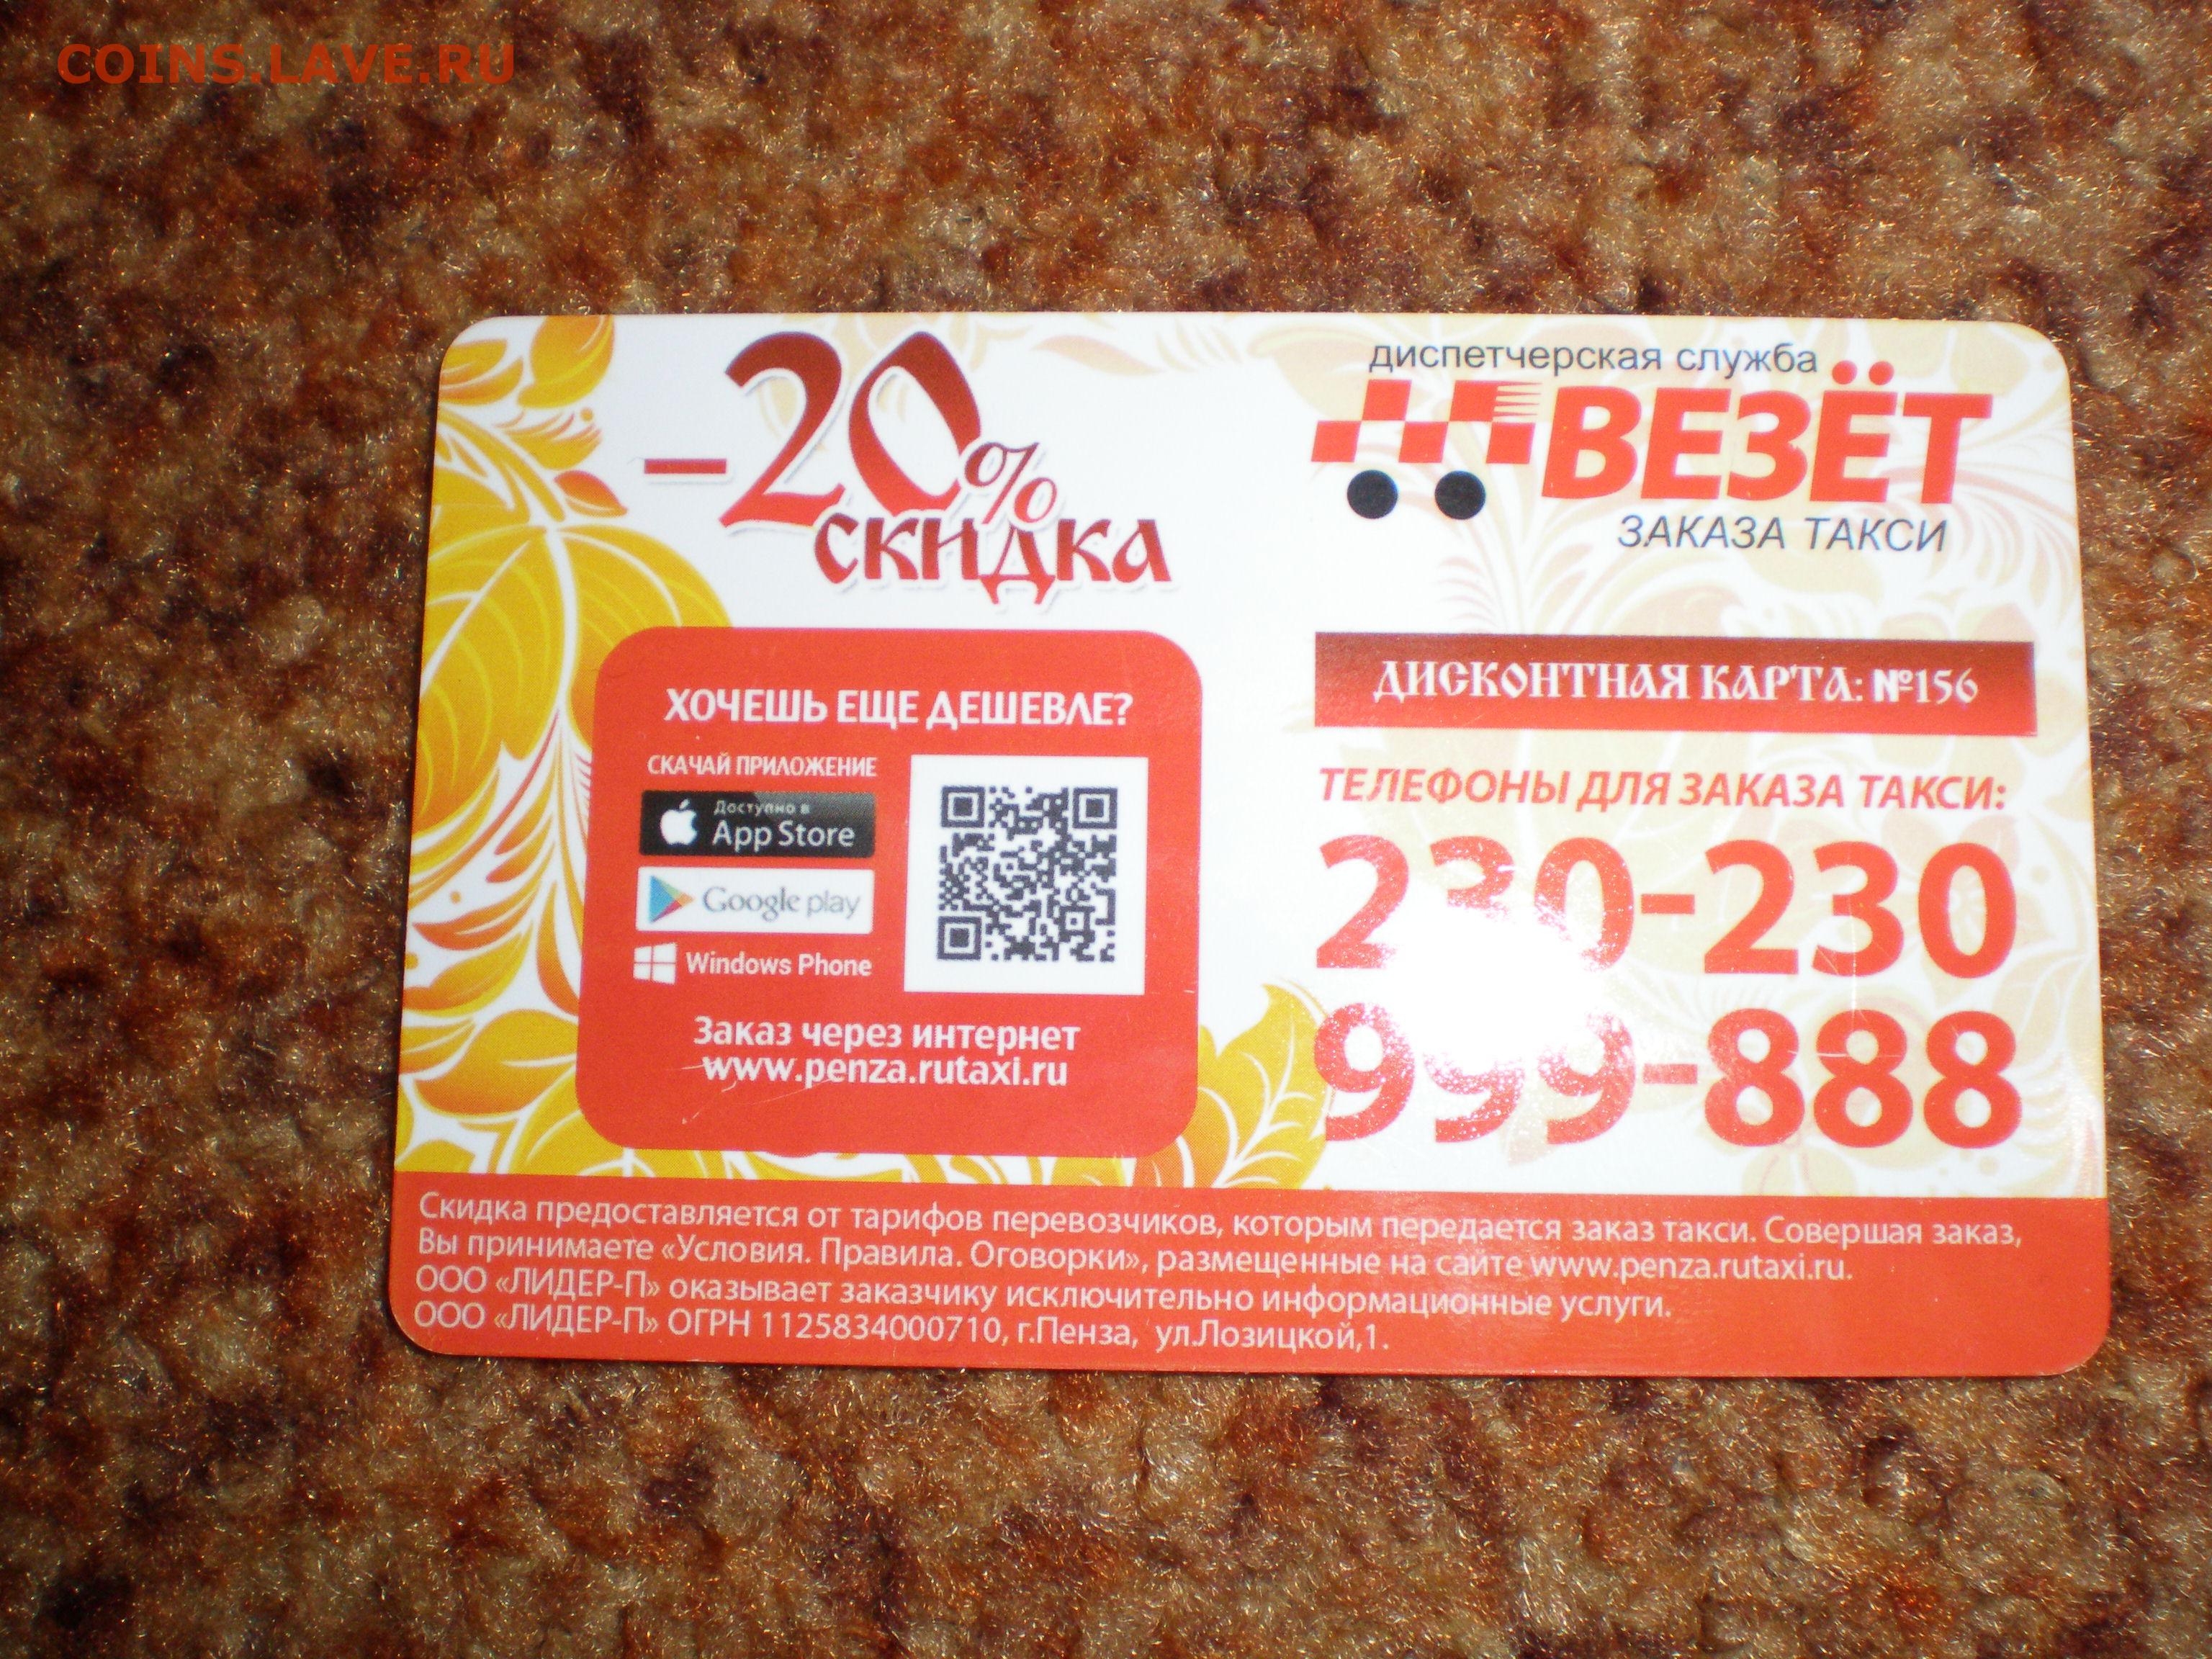 COINS.LAVE.RU
–20%
скидка
диспетчерская служба
ВЕЗЁТ
ЗАКАЗА ТАКСИ
ХОЧЕШЬ ЕЩЕ ДЕШЕВЛЕ?
СКАЧАЙ ПРИЛОЖЕНИЕ
Доступно в
App Store
Google play
Windows Phone
Заказ через интернет
www.penza.rutaxi.ru
ДИСКОНТНАЯ КАРТА: №156
ТЕЛЕФОНЫ ДЛЯ ЗАКАЗА ТАКСИ:
230-230
999-888
Скидка предоставляется от тарифов перевозчиков, которым передается заказ такси. Совершая заказ,
Вы принимаете «Условия. Правила. Оговорки», размещенные на сайте www.penza.rutaxi.ru.
ООО «ЛИДЕР-П» оказывает заказчику исключительно информационные услуги.
ООО «ЛИДЕР-П» ОГРН 1125834000710, г.Пенза, ул.Лозицкой,1.